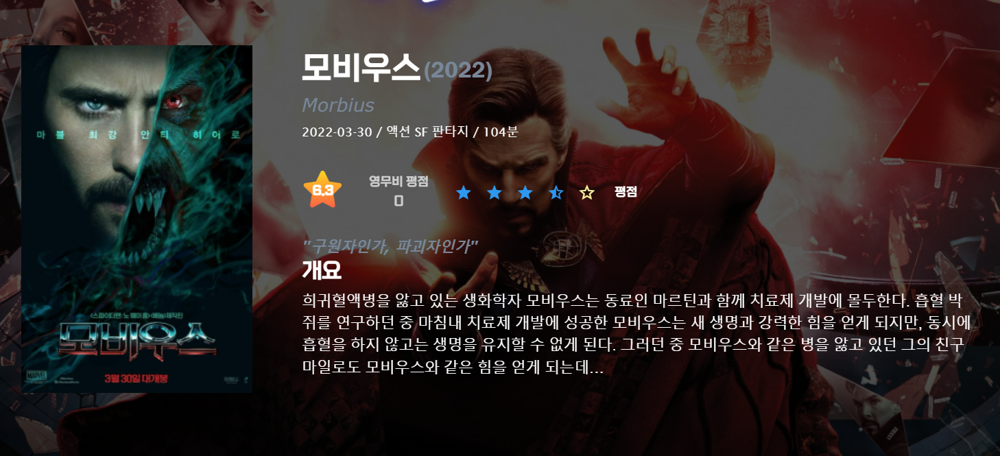 모비우스 (2022)
Morbius
2022-03-30 / 액션 SF 판타지 / 104분
마블 최강 안티 히어로
6.3
영무비 평점
0
평점
"구원자인가, 파괴자인가"
개요
희귀혈액병을 앓고 있는 생화학자 모비우스는 동료인 마르틴과 함께 치료제 개발에 몰두한다. 흡혈 박
쥐를 연구하던 중 마침내 치료제 개발에 성공한 모비우스는 새 생명과 강력한 힘을 얻게 되지만, 동시에
흡혈을 하지 않고는 생명을 유지할 수 없게 된다. 그러던 중 모비우스와 같은 병을 앓고 있던 그의 친구
마일로도 모비우스와 같은 힘을 얻게 되는데...
<스파이더맨: 노 웨이 홈> <베놈> 제작진
모비우스
MARVEL
3월 30일 대개봉